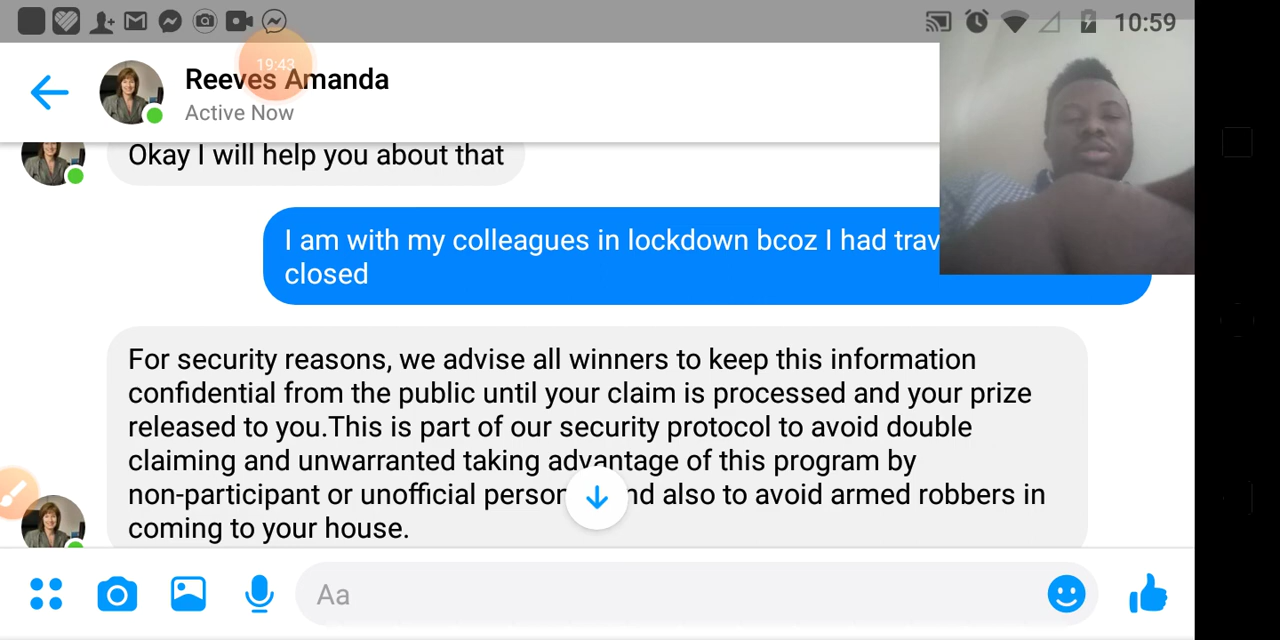 10:59
19:43
Reeves Amanda
Active Now
Okay I will help you about that
I am with my colleagues in lockdown bcoz I had
closed
For security reasons, we advise all winners to keep this information
confidential from the public until your claim is processed and your prize
released to you.This is part of our security protocol to avoid double
claiming and unwarranted taking advantage of this program by
non-participant or unofficial nd also to avoid armed robbers in
coming to your house.
Aa